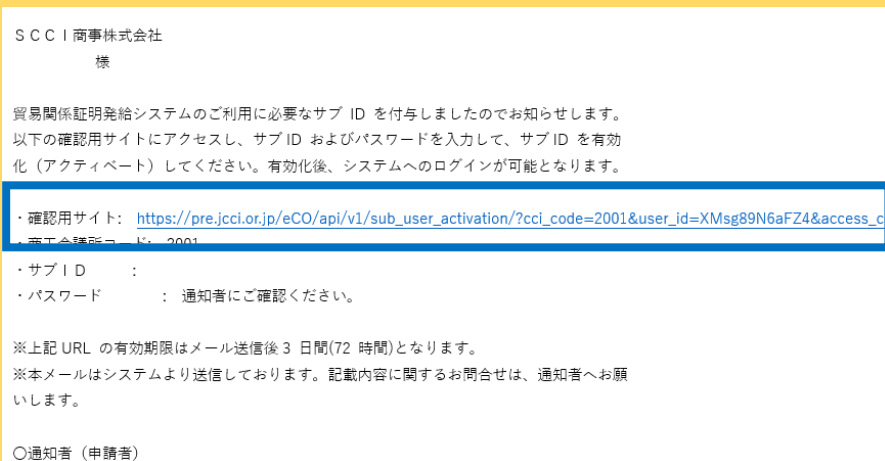 SCCI商事株式会社
様
貿易関係証明発給システムのご利用に必要なサブ ID を付与しましたのでお知らせします。
以下の確認用サイトにアクセスし、サブ ID およびパスワードを入力して、サブ ID を有効
化(アクティベート)してください。有効化後、システムへのログインが可能となります。
・確認用サイト: https://pre.jcci.or.jp/eCO/api/v1/sub_user_activation/?cci_code=2001&user_id=XMsg89N6aFZ4&access_c
・商工会議所コード: 2001
・サブID :
・パスワード : 通知者にご確認ください。
※上記 URL の有効期限はメール送信後 3 日間(72 時間)となります。
※本メールはシステムより送信しております。記載内容に関するお問合せは、通知者へお願
いします。
○通知者(申請者)